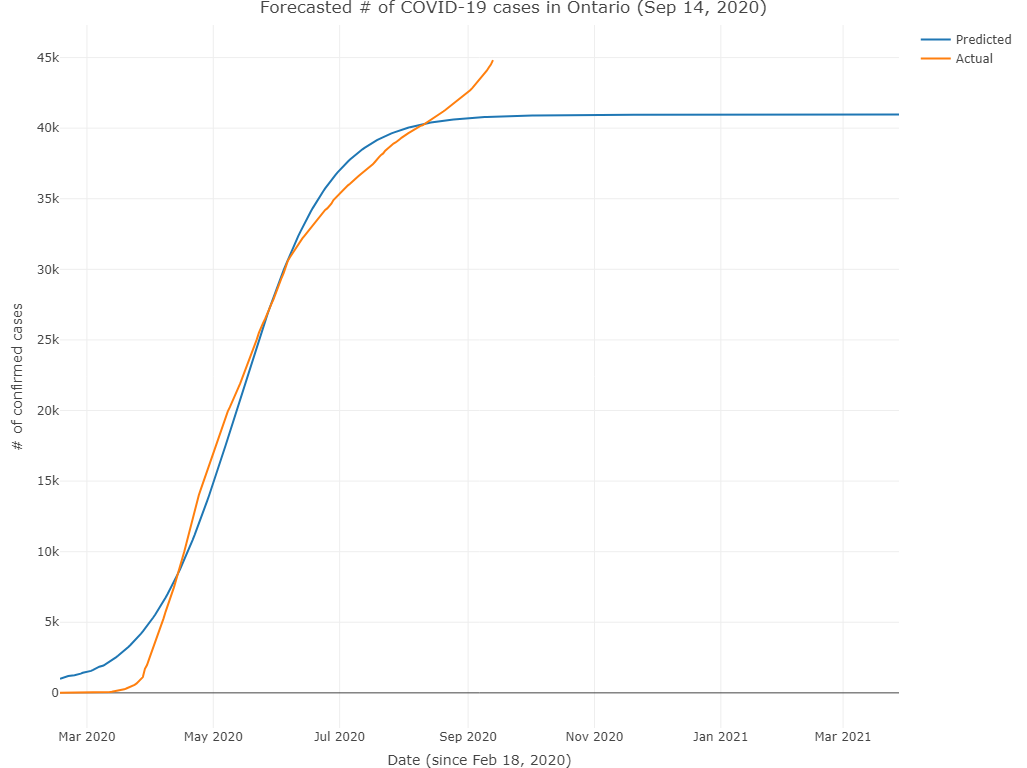 Forecasted # of COVID-19 cases in Ontario (Sep 14, 2020)
Predicted
Actual
45k
40k
35k
30k
25k
20k
15k
10k
5k
0
# of confirmed cases
Mar 2020 May 2020 Jul 2020 Sep 2020 Nov 2020 Jan 2021 Mar 2021
Date (since Feb 18, 2020)